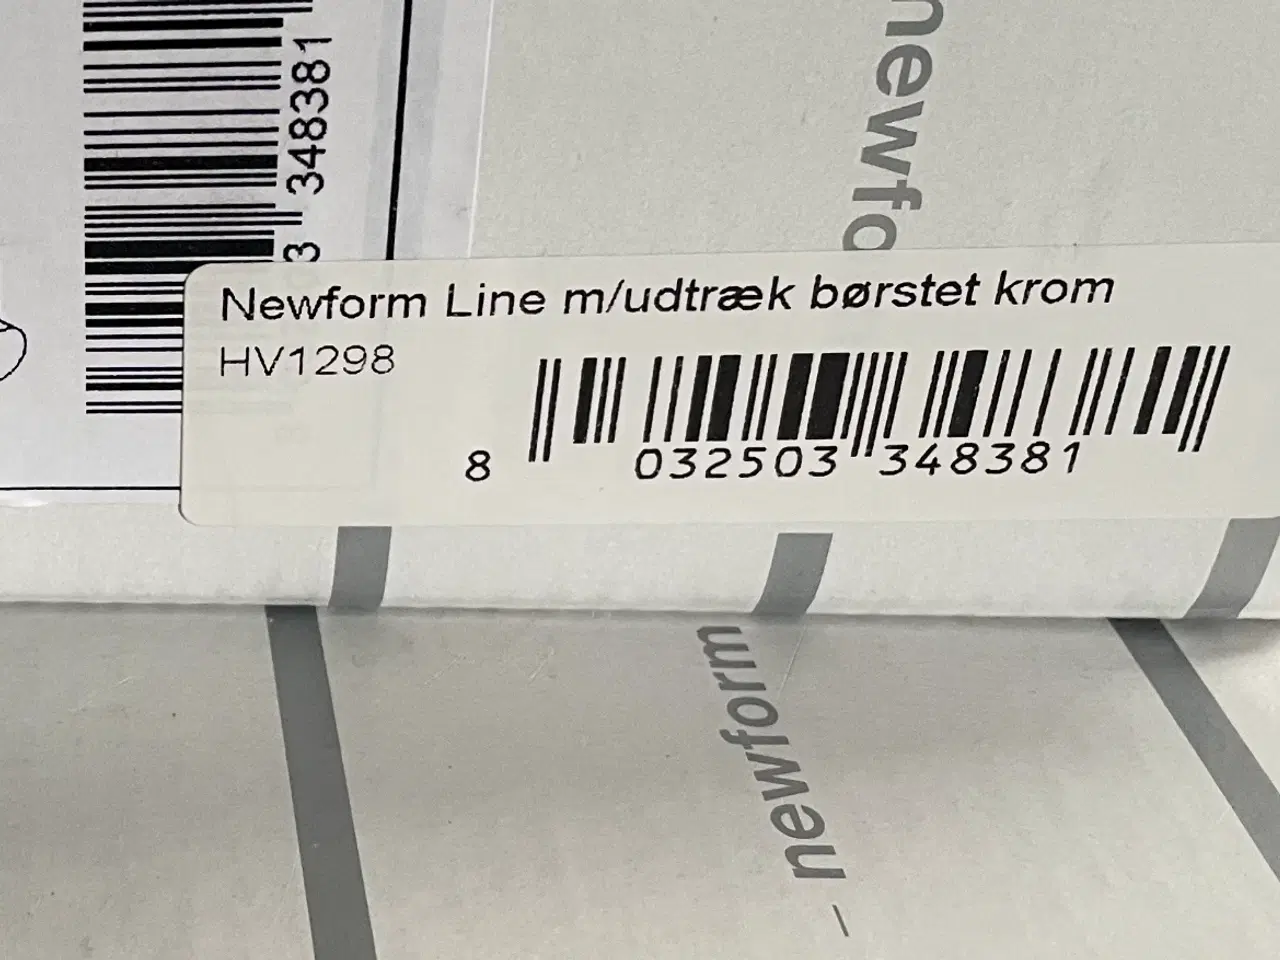 3 348381
newfo
Newform Line m/udtræk børstet krom
HV1298
8 032503 348381
newform